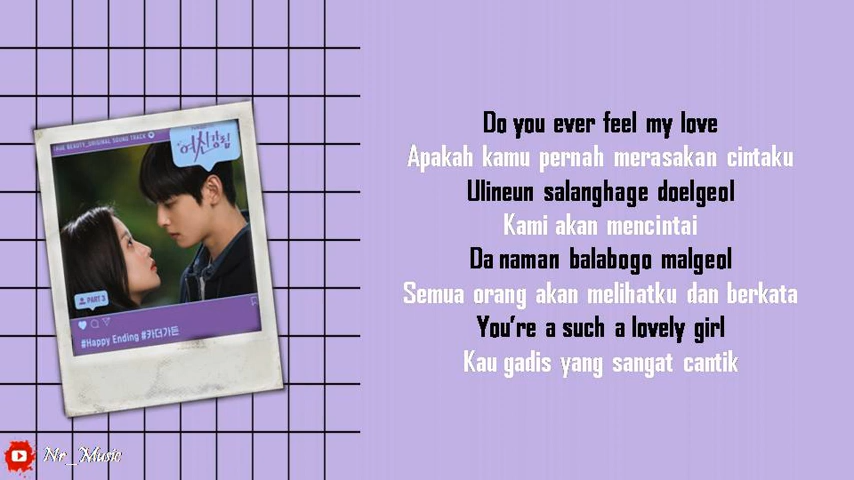 TRUE BEAUTY_ORIGINAL SOUND TRACK
여신강림
PART 3
#Happy Ending #카더가든
Do you ever feel my love
Apakah kamu pernah merasakan cintaku
Ulineun salanghage doelgeol
Kami akan mencintai
Da naman balabogo malgeol
Semua orang akan melihatku dan berkata
You're a such a lovely girl
Kau gadis yang sangat cantik
Nr_Music